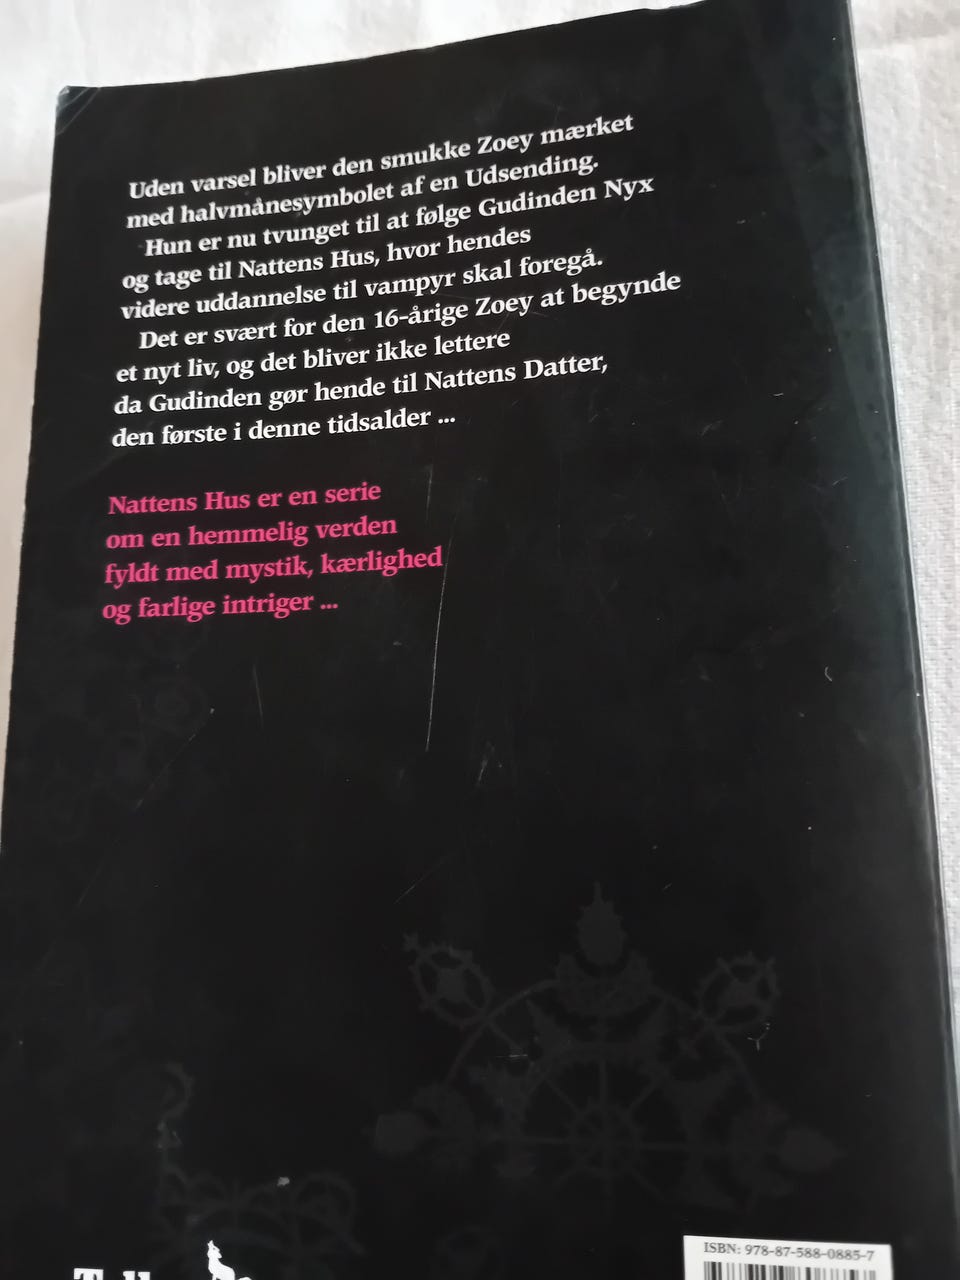 Uden varsel bliver den smukke Zoey mærket
med halvmånesymbolet af en Udsending.
Hun er nu tvunget til at følge Gudinden Nyx
og tage til Nattens Hus, hvor hendes
videre uddannelse til vampyr skal foregå.
Det er svært for den 16-årige Zoey at begynde
et nyt liv, og det bliver ikke lettere
da Gudinden gør hende til Nattens Datter,
den første i denne tidsalder ...
Nattens Hus er en serie
om en hemmelig verden
fyldt med mystik, kærlighed
og farlige intriger ...
ISBN: 978-87-588-0885-7